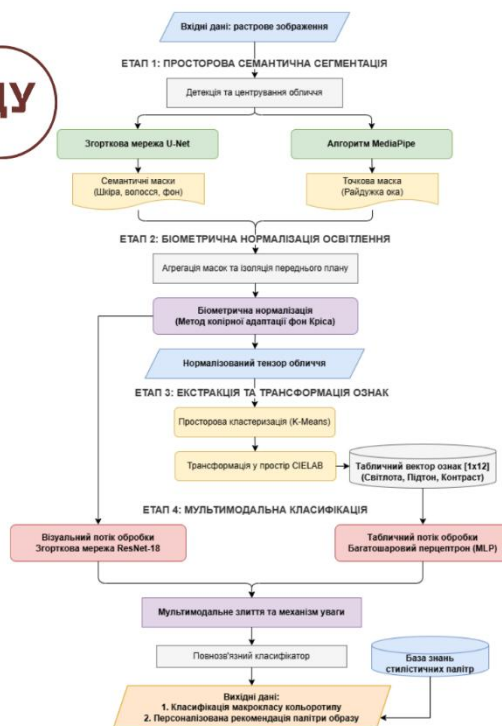 Вхідні дані: растрове зображення
ЕТАП 1: ПРОСТОРОВА СЕМАНТИЧНА СЕГМЕНТАЦІЯ
ДУ
Детекція та центрування обличчя
Згорткова мережа U-Net
Алгоритм MediaPipe
Семантичні маски
(Шкіра, волосся, фон)
Точкова маска
(Райдужка ока)
ЕТАП 2: БІОМЕТРИЧНА НОРМАЛІЗАЦІЯ ОСВІТЛЕННЯ
Агрегація масок та ізоляція переднього плану
Біометрична нормалізація
(Метод колірної адаптації фон Кріса)
Нормалізований тензор обличчя
ЕТАП 3: ЕКСТРАКЦІЯ ТА ТРАНСФОРМАЦІЯ ОЗНАК
Просторова кластеризація (K-Means)
Трансформація у простір CIELAB
Табличний вектор ознак [1x12]
(Світлота, Підтон, Контраст)
ЕТАП 4: МУЛЬТИМОДАЛЬНА КЛАСИФІКАЦІЯ
Візуальний потік обробки
Згорткова мережа ResNet-18
Табличний потік обробки
Багатошаровий перцептрон (MLP)
Мультимодальне злиття та механізм уваги
Повнозв'язний класифікатор
База знань
стилістичних палітр
Вихідні дані:
1. Класифікація макрокласу кольоротипу
2. Персоналізована рекомендація палітри образу